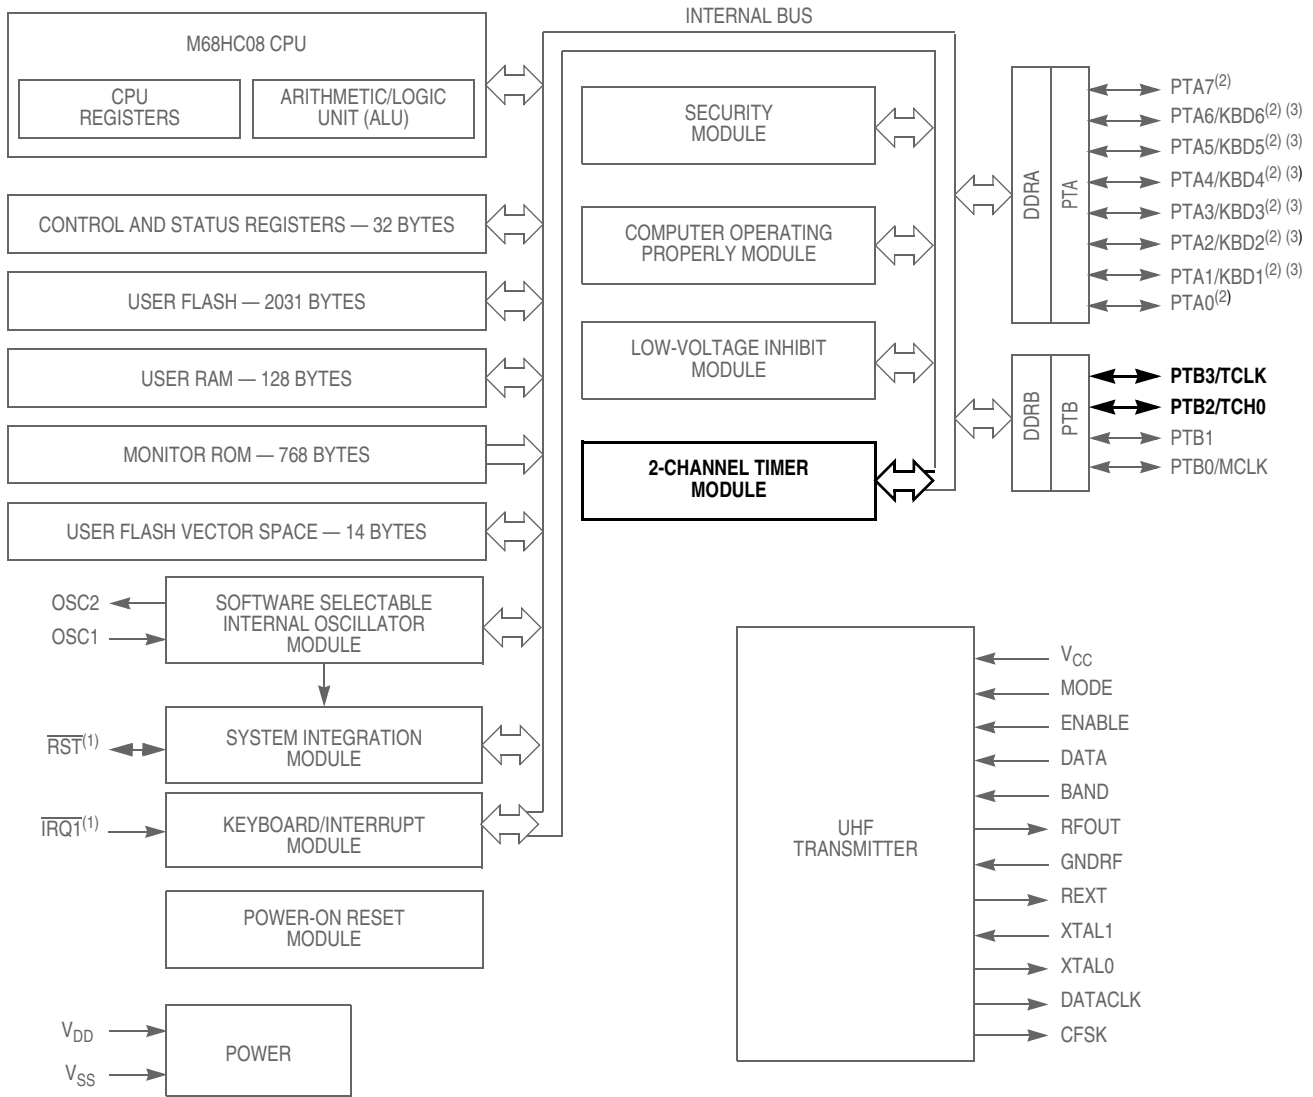 INTERNAL BUS
M68HC08 CPU
CPU
REGISTERS
ARITHMETIC/LOGIC
UNIT (ALU)
CONTROL AND STATUS REGISTERS — 32 BYTES
USER FLASH — 2031 BYTES
USER RAM — 128 BYTES
MONITOR ROM — 768 BYTES
USER FLASH VECTOR SPACE — 14 BYTES
OSC2
OSC1
SOFTWARE SELECTABLE
INTERNAL OSCILLATOR
MODULE
RST(1)
SYSTEM INTEGRATION
MODULE
IRQ1(1)
KEYBOARD/INTERRUPT
MODULE
POWER-ON RESET
MODULE
VDD
VSS
POWER
SECURITY
MODULE
COMPUTER OPERATING
PROPERLY MODULE
LOW-VOLTAGE INHIBIT
MODULE
2-CHANNEL TIMER
MODULE
DDRA
PTA
PTA7(2)
PTA6/KBD6(2) (3)
PTA5/KBD5(2) (3)
PTA4/KBD4(2) (3)
PTA3/KBD3(2) (3)
PTA2/KBD2(2) (3)
PTA1/KBD1(2) (3)
PTA0(2)
DDRB
PTB
PTB3/TCLK
PTB2/TCH0
PTB1
PTB0/MCLK
UHF
TRANSMITTER
VCC
MODE
ENABLE
DATA
BAND
RFOUT
GNDRF
REXT
XTAL1
XTAL0
DATACLK
CFSK